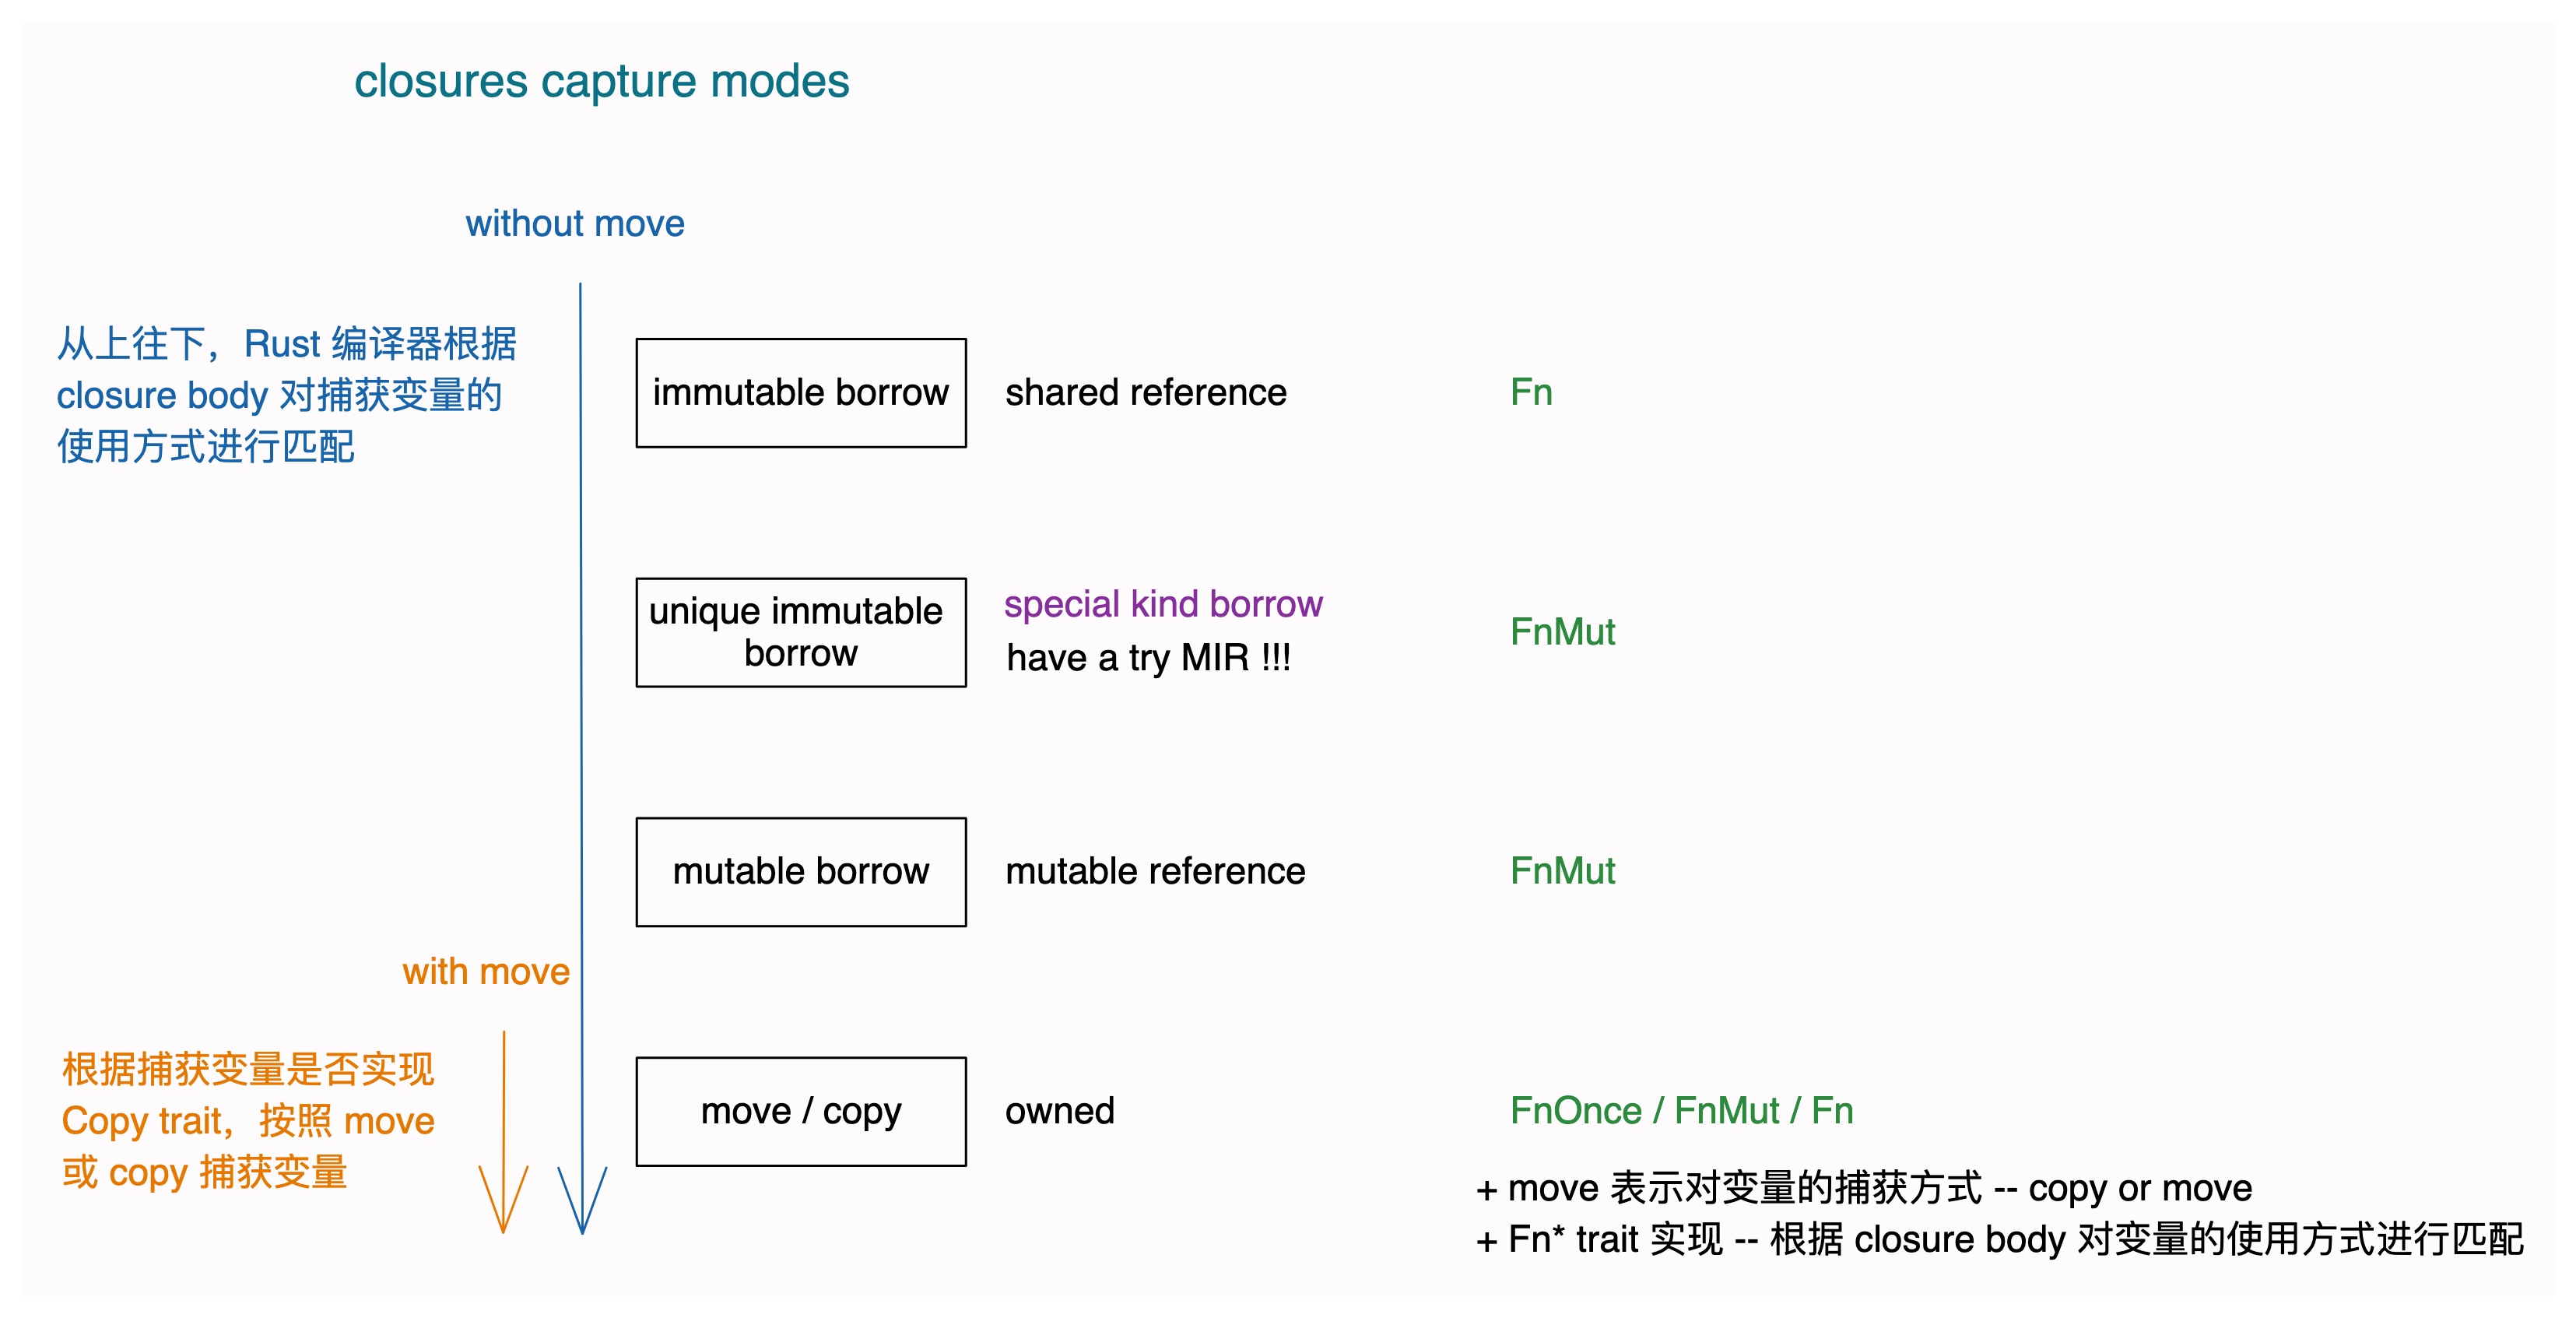 closures capture modes
without move
从上往下，Rust 编译器根据
closure body 对捕获变量的
使用方式进行匹配
immutable borrow
shared reference
Fn
unique immutable
borrow
special kind borrow
have a try MIR !!!
FnMut
mutable borrow
mutable reference
FnMut
with move
根据捕获变量是否实现
Copy trait，按照 move
或 copy 捕获变量
move / copy
owned
FnOnce / FnMut / Fn
+ move 表示对变量的捕获方式 -- copy or move
+ Fn* trait 实现 -- 根据 closure body 对变量的使用方式进行匹配